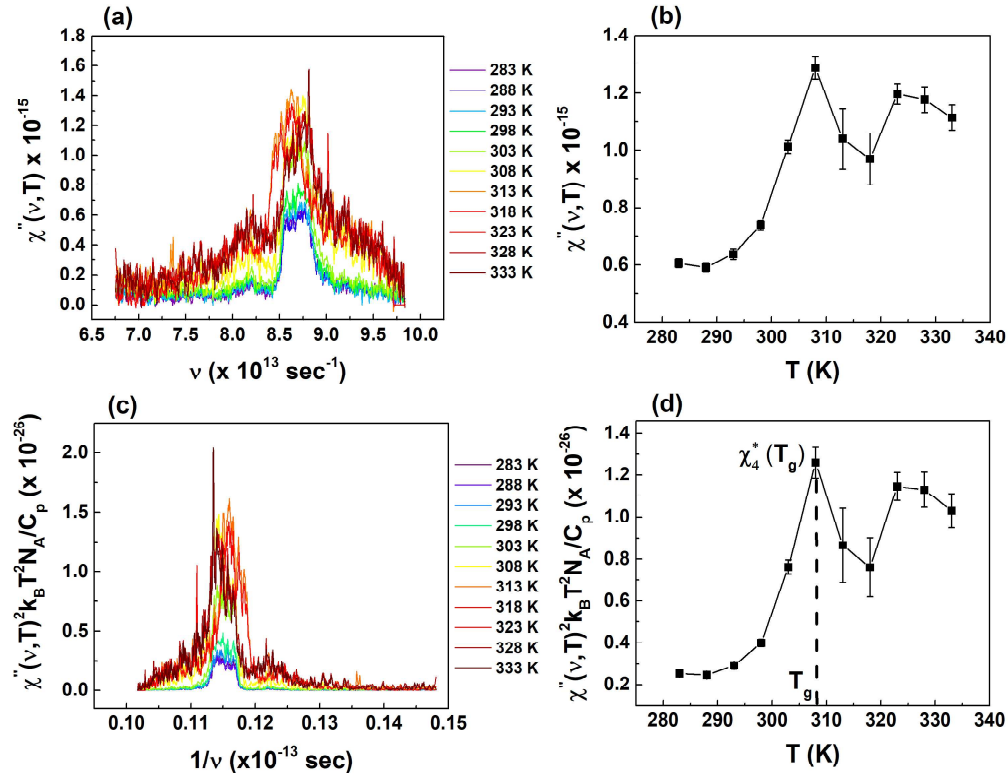 (a)
χ"(ν,T) x 10⁻¹⁵
1.8
1.6
1.4
1.2
1.0
0.8
0.6
0.4
0.2
0.0
6.5 7.0 7.5 8.0 8.5 9.0 9.5 10.0
ν (x 10¹³ sec⁻¹)
283 K
288 K
293 K
298 K
303 K
308 K
313 K
318 K
323 K
328 K
333 K
(b)
χ"(ν,T) x 10⁻¹⁵
1.4
1.2
1.0
0.8
0.6
0.4
280 290 300 310 320 330 340
T (K)
(c)
χ"(ν,T)²k_BT²N_A/C_p (x 10⁻²⁶)
2.0
1.5
1.0
0.5
0.0
0.10 0.11 0.12 0.13 0.14 0.15
1/ν (x10⁻¹³ sec)
283 K
288 K
293 K
298 K
303 K
308 K
313 K
318 K
323 K
328 K
333 K
(d)
χ"(ν,T)²k_BT²N_A/C_p (x 10⁻²⁶)
1.4
1.2
1.0
0.8
0.6
0.4
0.2
χ₄*(T_g)
T_g
280 290 300 310 320 330 340
T (K)